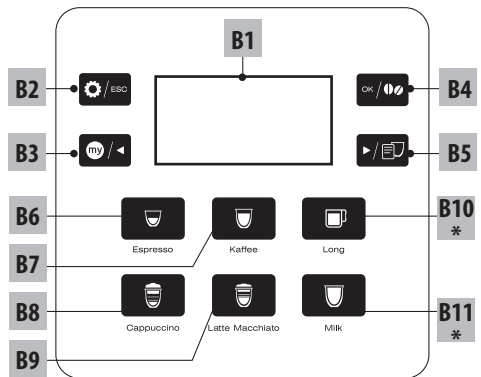 B1
B2 /ESC OK/ B4
B3 my/◄ ►/ B5
B6 B10
*
Espresso Kaffee Long
B7
B8 B11
*
Cappuccino Latte Macchiato Milk
B9